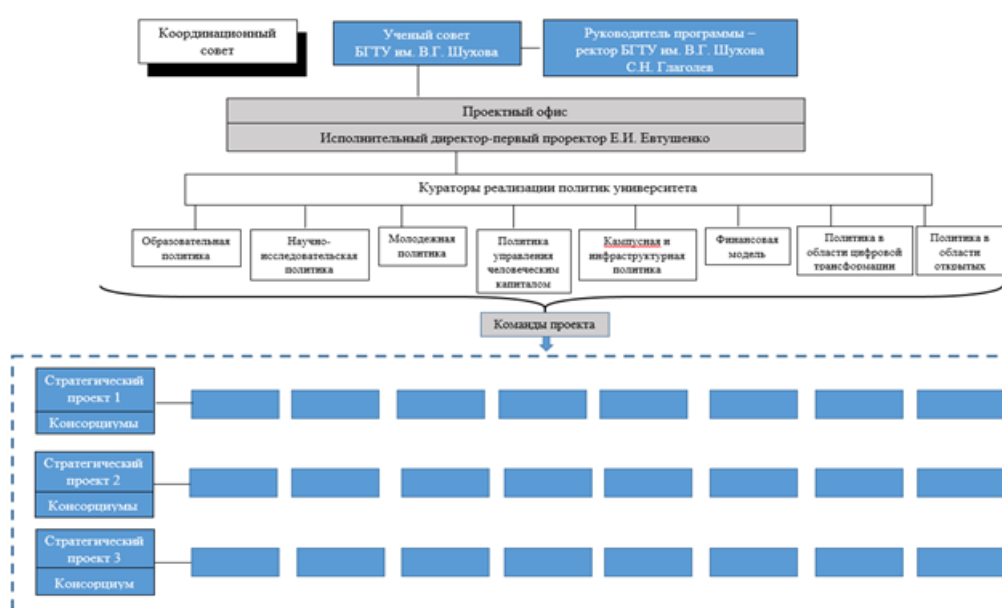 Координационный
совет
Ученый совет
БГТУ им. В.Г. Шухова
Руководитель программы –
ректор БГТУ им. В.Г. Шухова
С.Н. Глаголев
Проектный офис
Исполнительный директор-первый проректор Е.И. Евтушенко
Кураторы реализации политик университета
Образовательная
политика
Научно-
исследовательская
политика
Молодежная
политика
Политика
управления
человеческим
капиталом
Кампусная и
инфраструктурная
политика
Финансовая
модель
Политика в
области цифровой
трансформации
Политика в
области
открытых
Команды проекта
Стратегический
проект 1
Консорциумы
Стратегический
проект 2
Консорциумы
Стратегический
проект 3
Консорциум